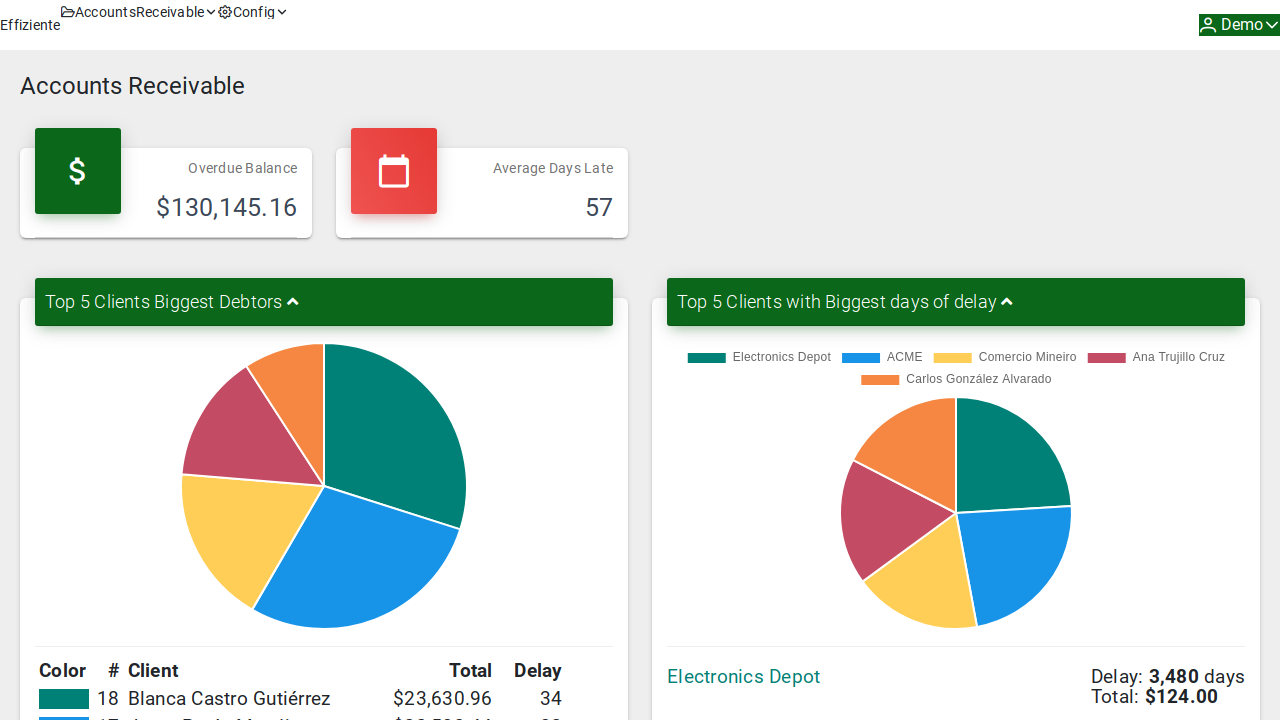 Effiziente
AccountsReceivable
Config
Demo
Accounts Receivable
Overdue Balance
$130,145.16
Average Days Late
57
Top 5 Clients Biggest Debtors
Top 5 Clients with Biggest days of delay
Electronics Depot ACME Comercio Mineiro Ana Trujillo Cruz
Carlos González Alvarado
Color # Client Total Delay
18 Blanca Castro Gutiérrez $23,630.96 34
Electronics Depot
Delay: 3,480 days
Total: $124.00